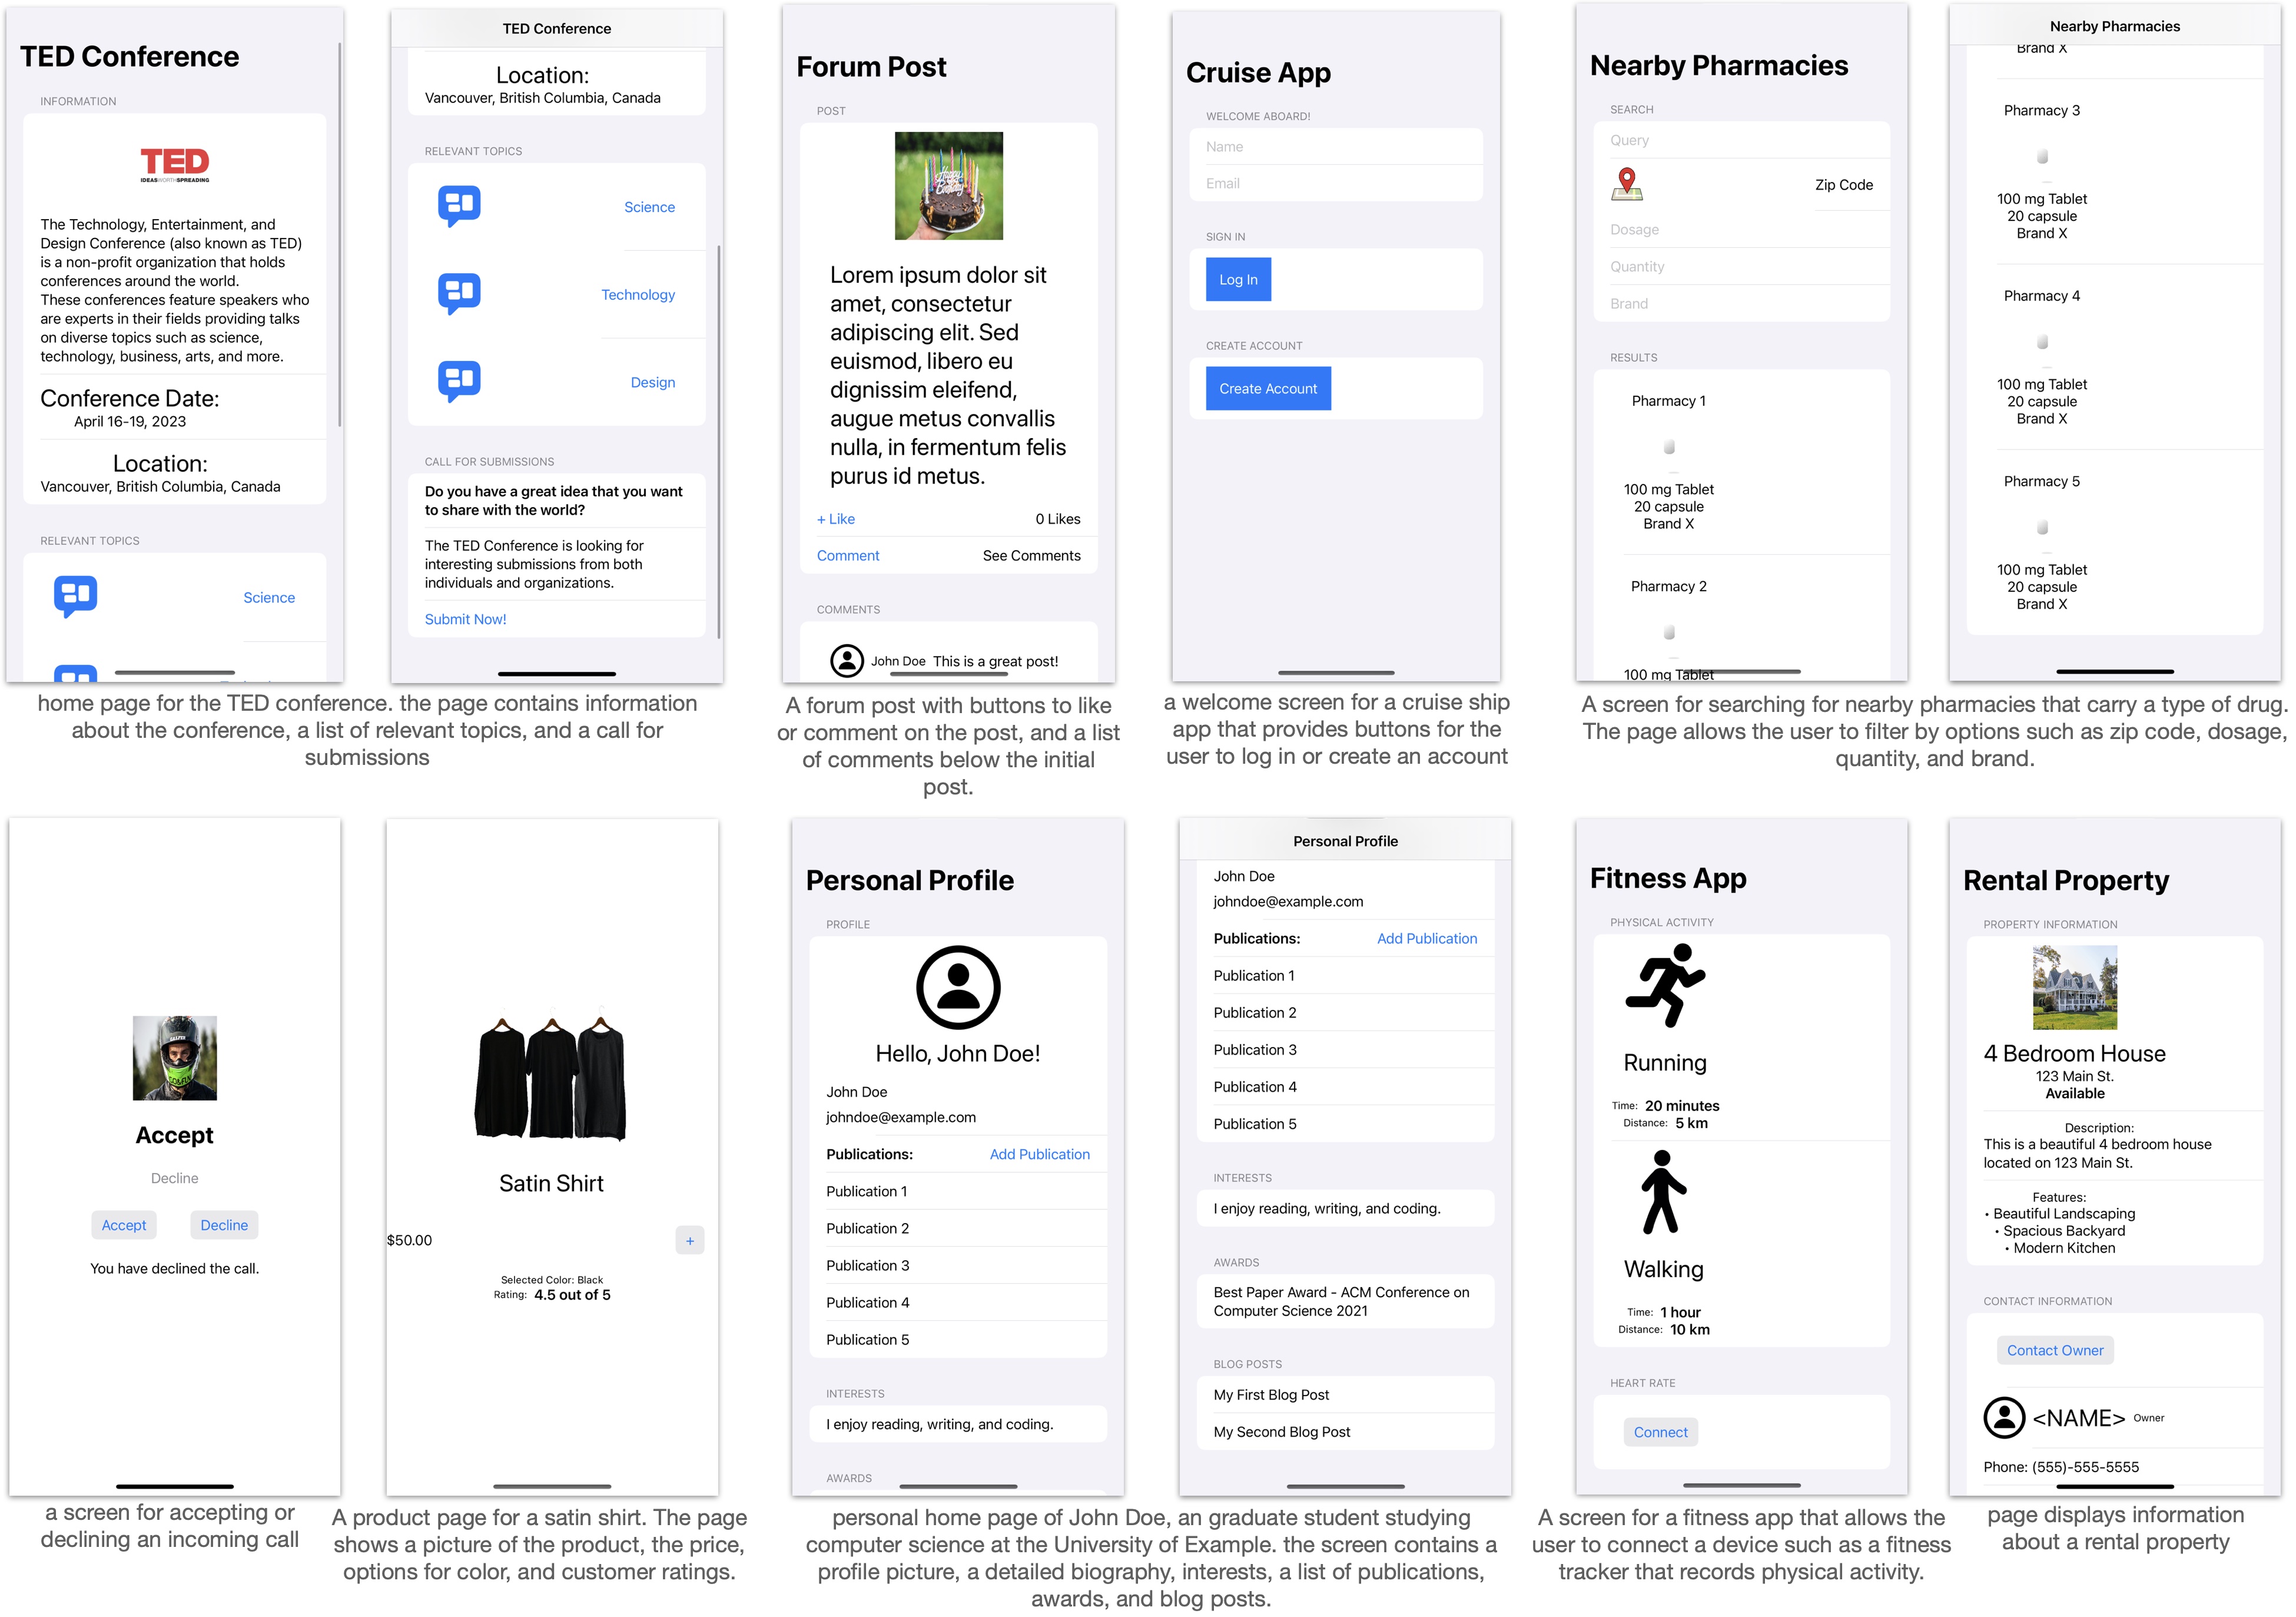 TED Conference
INFORMATION
TED
IDEAS WORTH SPREADING
The Technology, Entertainment, and
Design Conference (also known as TED)
is a non-profit organization that holds
conferences around the world.
These conferences feature speakers who
are experts in their fields providing talks
on diverse topics such as science,
technology, business, arts, and more.
Conference Date:
April 16-19, 2023
Location:
Vancouver, British Columbia, Canada
RELEVANT TOPICS
Science
TED Conference
Location:
Vancouver, British Columbia, Canada
RELEVANT TOPICS
Science
Technology
Design
CALL FOR SUBMISSIONS
Do you have a great idea that you want
to share with the world?
The TED Conference is looking for
interesting submissions from both
individuals and organizations.
Submit Now!
home page for the TED conference. the page contains information
about the conference, a list of relevant topics, and a call for
submissions
Forum Post
POST
Happy
Birthday
Lorem ipsum dolor sit
amet, consectetur
adipiscing elit. Sed
euismod, libero eu
dignissim eleifend,
augue metus convallis
nulla, in fermentum felis
purus id metus.
+ Like 0 Likes
Comment See Comments
COMMENTS
John Doe This is a great post!
A forum post with buttons to like
or comment on the post, and a list
of comments below the initial
post.
Cruise App
WELCOME ABOARD!
Name
Email
SIGN IN
Log In
CREATE ACCOUNT
Create Account
a welcome screen for a cruise ship
app that provides buttons for the
user to log in or create an account
Nearby Pharmacies
SEARCH
Query
Zip Code
Dosage
Quantity
Brand
RESULTS
Pharmacy 1
100 mg Tablet
20 capsule
Brand X
Pharmacy 2
100 mg Tablet
Nearby Pharmacies
Brand X
Pharmacy 3
100 mg Tablet
20 capsule
Brand X
Pharmacy 4
100 mg Tablet
20 capsule
Brand X
Pharmacy 5
100 mg Tablet
20 capsule
Brand X
A screen for searching for nearby pharmacies that carry a type of drug.
The page allows the user to filter by options such as zip code, dosage,
quantity, and brand.
Accept
Decline
Accept Decline
You have declined the call.
a screen for accepting or
declining an incoming call
Satin Shirt
$50.00 +
Selected Color: Black
Rating: 4.5 out of 5
A product page for a satin shirt. The page
shows a picture of the product, the price,
options for color, and customer ratings.
Personal Profile
PROFILE
Hello, John Doe!
John Doe
johndoe@example.com
Publications: Add Publication
Publication 1
Publication 2
Publication 3
Publication 4
Publication 5
INTERESTS
I enjoy reading, writing, and coding.
AWARDS
Personal Profile
John Doe
johndoe@example.com
Publications: Add Publication
Publication 1
Publication 2
Publication 3
Publication 4
Publication 5
INTERESTS
I enjoy reading, writing, and coding.
AWARDS
Best Paper Award - ACM Conference on
Computer Science 2021
BLOG POSTS
My First Blog Post
My Second Blog Post
personal home page of John Doe, an graduate student studying
computer science at the University of Example. the screen contains a
profile picture, a detailed biography, interests, a list of publications,
awards, and blog posts.
Fitness App
PHYSICAL ACTIVITY
Running
Time: 20 minutes
Distance: 5 km
Walking
Time: 1 hour
Distance: 10 km
HEART RATE
Connect
A screen for a fitness app that allows the
user to connect a device such as a fitness
tracker that records physical activity.
Rental Property
PROPERTY INFORMATION
4 Bedroom House
123 Main St.
Available
Description:
This is a beautiful 4 bedroom house
located on 123 Main St.
Features:
• Beautiful Landscaping
• Spacious Backyard
• Modern Kitchen
CONTACT INFORMATION
Contact Owner
<NAME> Owner
Phone: (555)-555-5555
page displays information
about a rental property